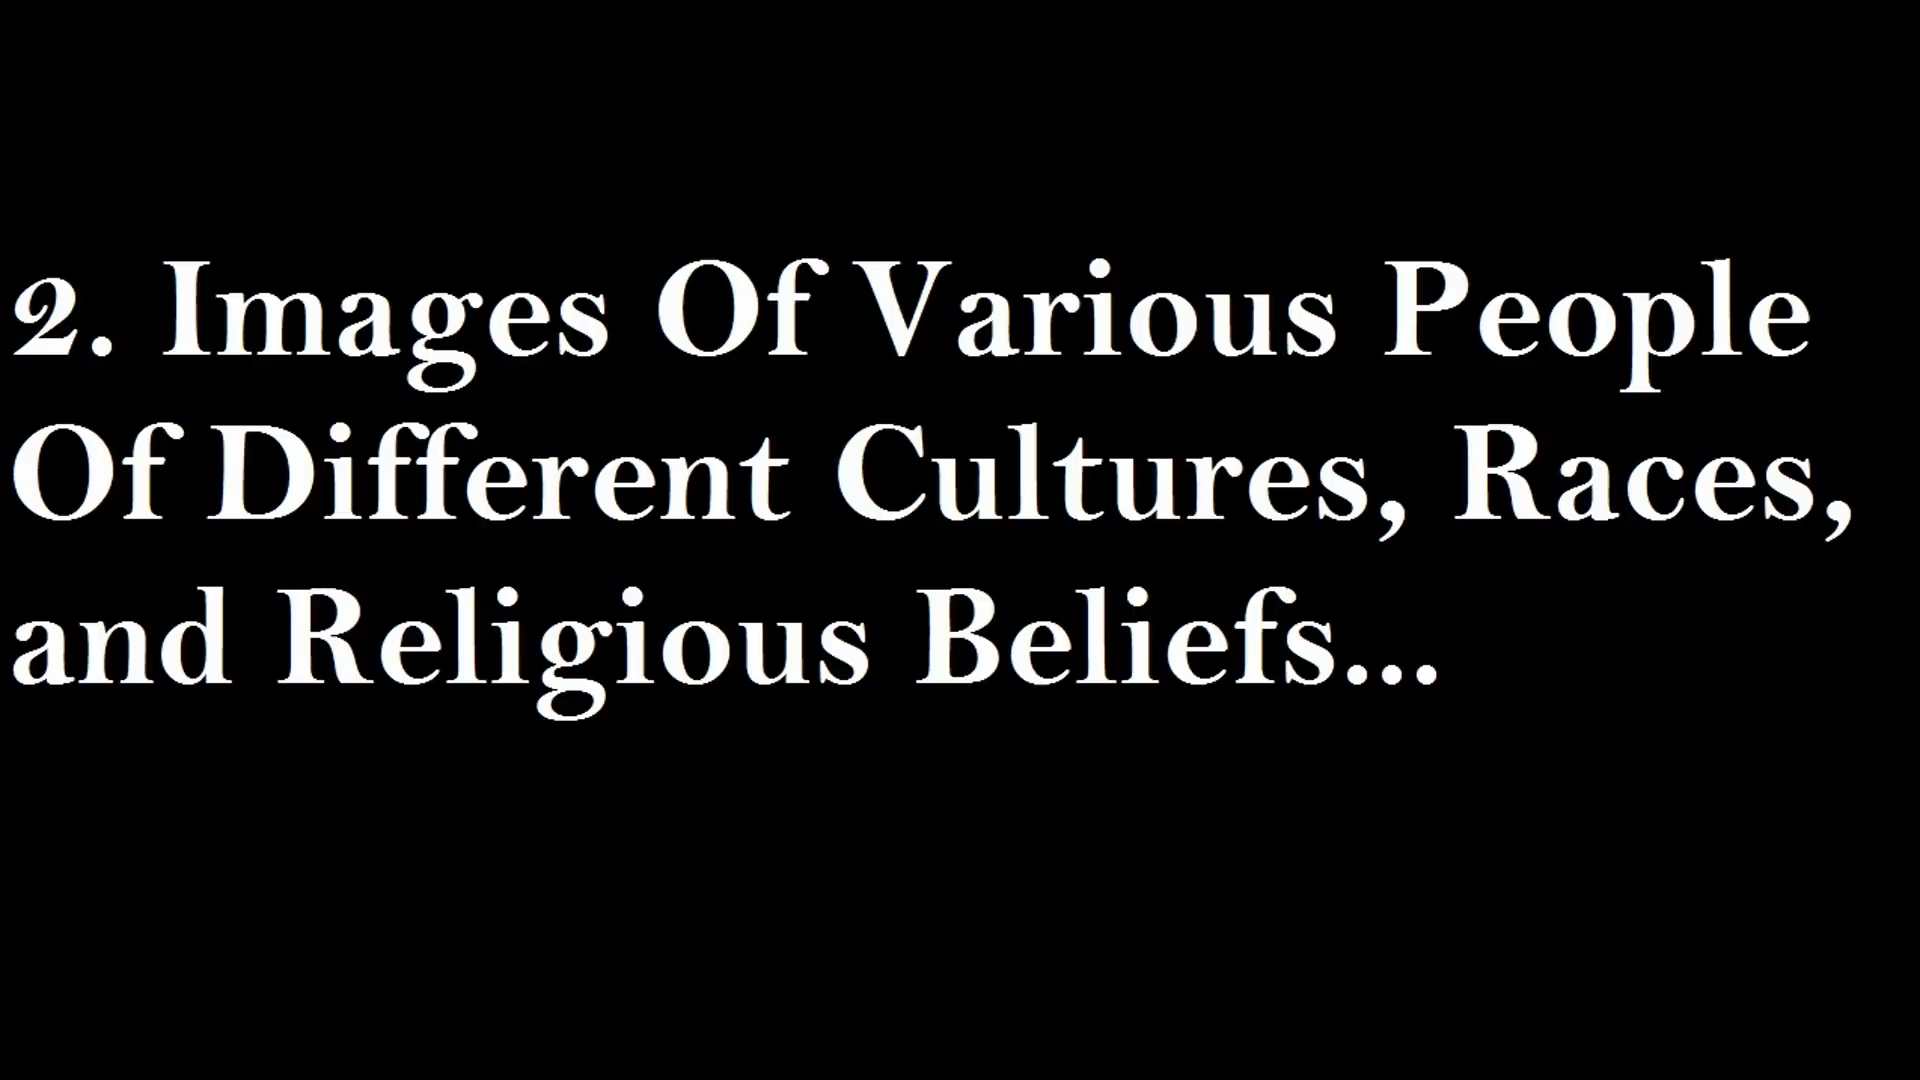 2. Images Of Various People
Of Different Cultures, Races,
and Religious Beliefs...